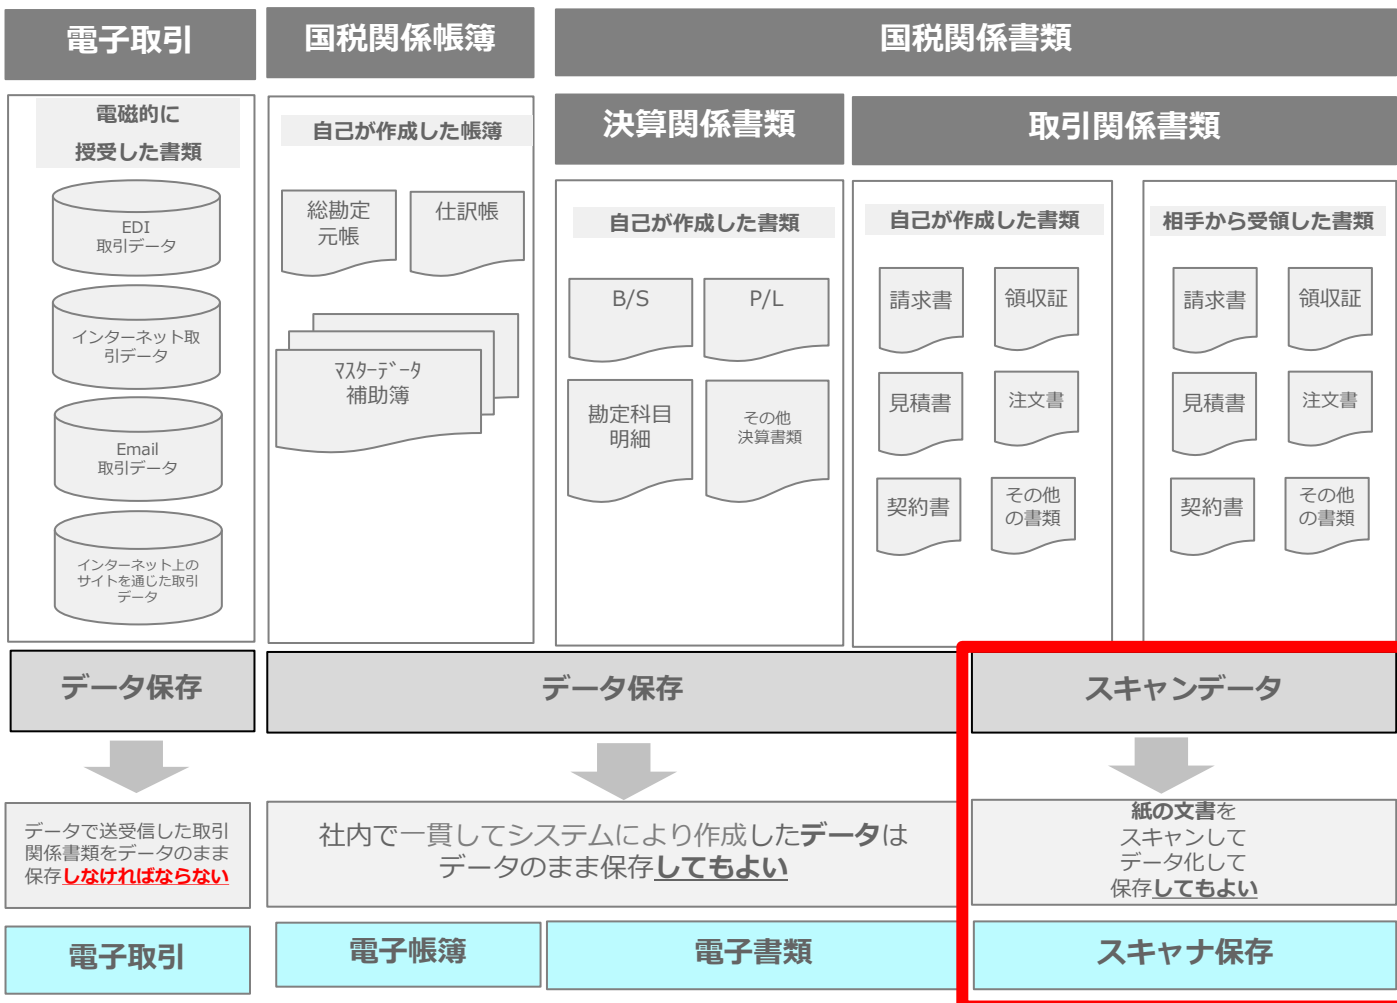 電子取引
国税関係帳簿
国税関係書類
電磁的に
授受した書類
自己が作成した帳簿
決算関係書類
取引関係書類
自己が作成した書類
自己が作成した書類
相手から受領した書類
EDI
取引データ
インターネット取
引データ
Email
取引データ
インターネット上の
サイトを通じた取引
データ
総勘定
元帳
仕訳帳
ﾏｽﾀｰﾃﾞｰﾀ
補助簿
B/S
P/L
勘定科目
明細
その他
決算書類
請求書
領収証
見積書
注文書
契約書
その他
の書類
請求書
領収証
見積書
注文書
契約書
その他
の書類
データ保存
データ保存
スキャンデータ
データで送受信した取引
関係書類をデータのまま
保存しなければならない
社内で一貫してシステムにより作成したデータは
データのまま保存してもよい
紙の文書を
スキャンして
データ化して
保存してもよい
電子取引
電子帳簿
電子書類
スキャナ保存